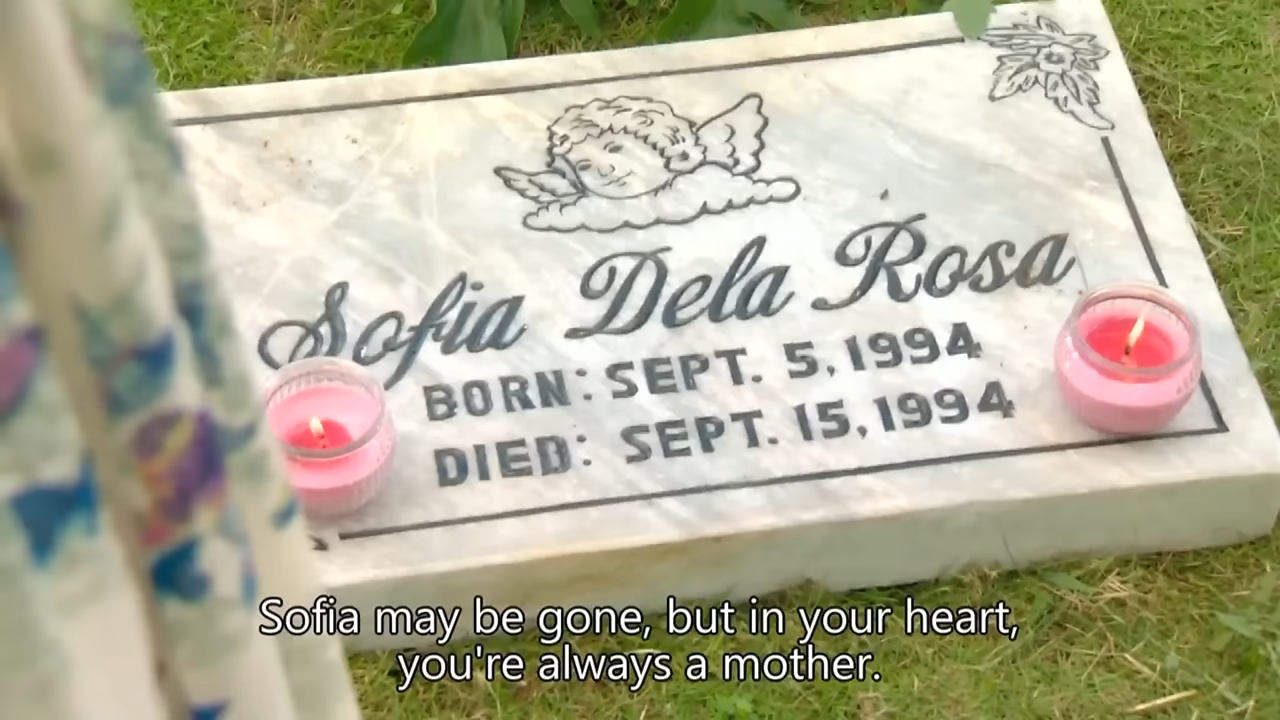 Sofia Dela Rosa
BORN: SEPT. 5, 1994
DIED: SEPT. 15, 1994
Sofia may be gone, but in your heart,
you're always a mother.